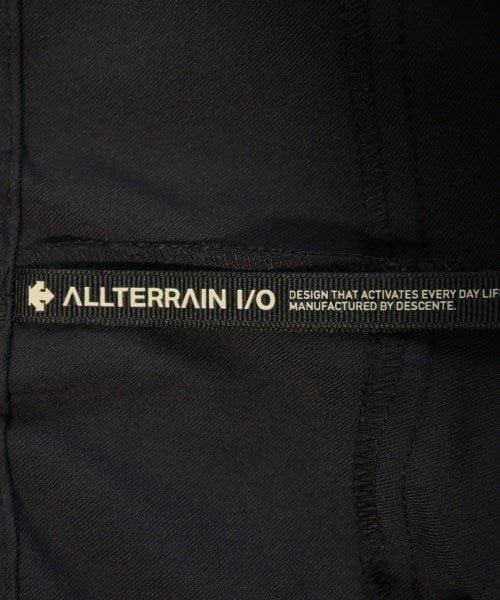 ALLTERRAIN I/O
DESIGN THAT ACTIVATES EVERY DAY LIF
MANUFACTURED BY DESCENTE.